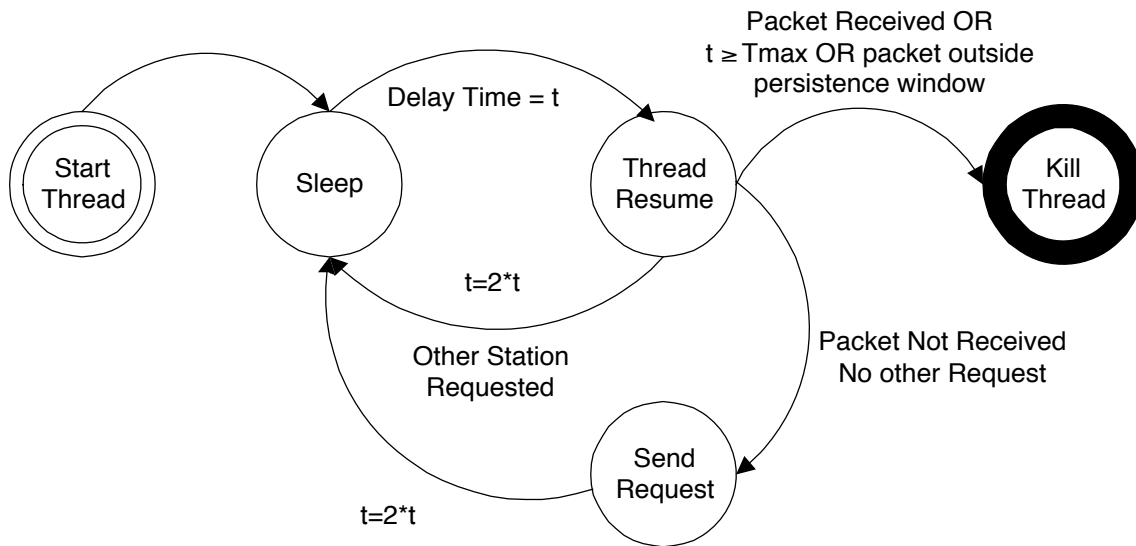 Packet Received OR
t ≥ Tmax OR packet outside
persistence window
Delay Time = t
Start
Thread
Sleep
Thread
Resume
Kill
Thread
t=2*t
Other Station
Requested
Packet Not Received
No other Request
Send
Request
t=2*t